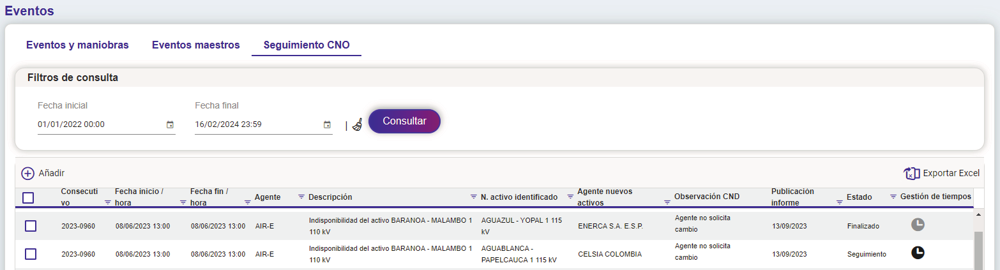 Eventos
Eventos y maniobras Eventos maestros Seguimiento CNO
Filtros de consulta
Fecha inicial Fecha final
01/01/2022 00:00 16/02/2024 23:59 | Consultar
Añadir Exportar Excel
Consecuti Fecha inicio / Fecha fin / Agente nuevos Publicación
Agente Descripción N. activo identificado Observación CND Estado Gestión de tiempos
vo hora hora activos informe
Indisponibilidad del activo BARANOA - MALAMBO 1 AGUAZUL - YOPAL 1 115 Agente no solicita
2023-0960 08/06/2023 13:00 08/06/2023 13:00 AIR-E ENERCA S.A. E.S.P. 13/09/2023 Finalizado
110 kV kV cambio
Indisponibilidad del activo BARANOA - MALAMBO 1 AGUABLANCA - Agente no solicita
2023-0960 08/06/2023 13:00 08/06/2023 13:00 AIR-E CELSIA COLOMBIA 13/09/2023 Seguimiento
110 kV PAPELCAUCA 1 115 kV cambio